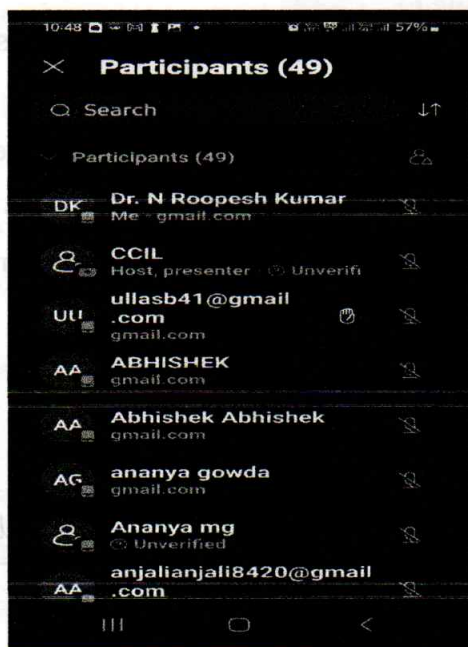 10:48 57%
Participants (49)
Search
Participants (49)
DK Dr. N Roopesh Kumar
Me - gmail.com
CCIL
Host, presenter Unverifi
UU ullasb41@gmail
.com
gmail.com
AA ABHISHEK
gmail.com
AA Abhishek Abhishek
gmail.com
AG ananya gowda
gmail.com
Ananya mg
Unverified
AA anjalianjali8420@gmail
.com